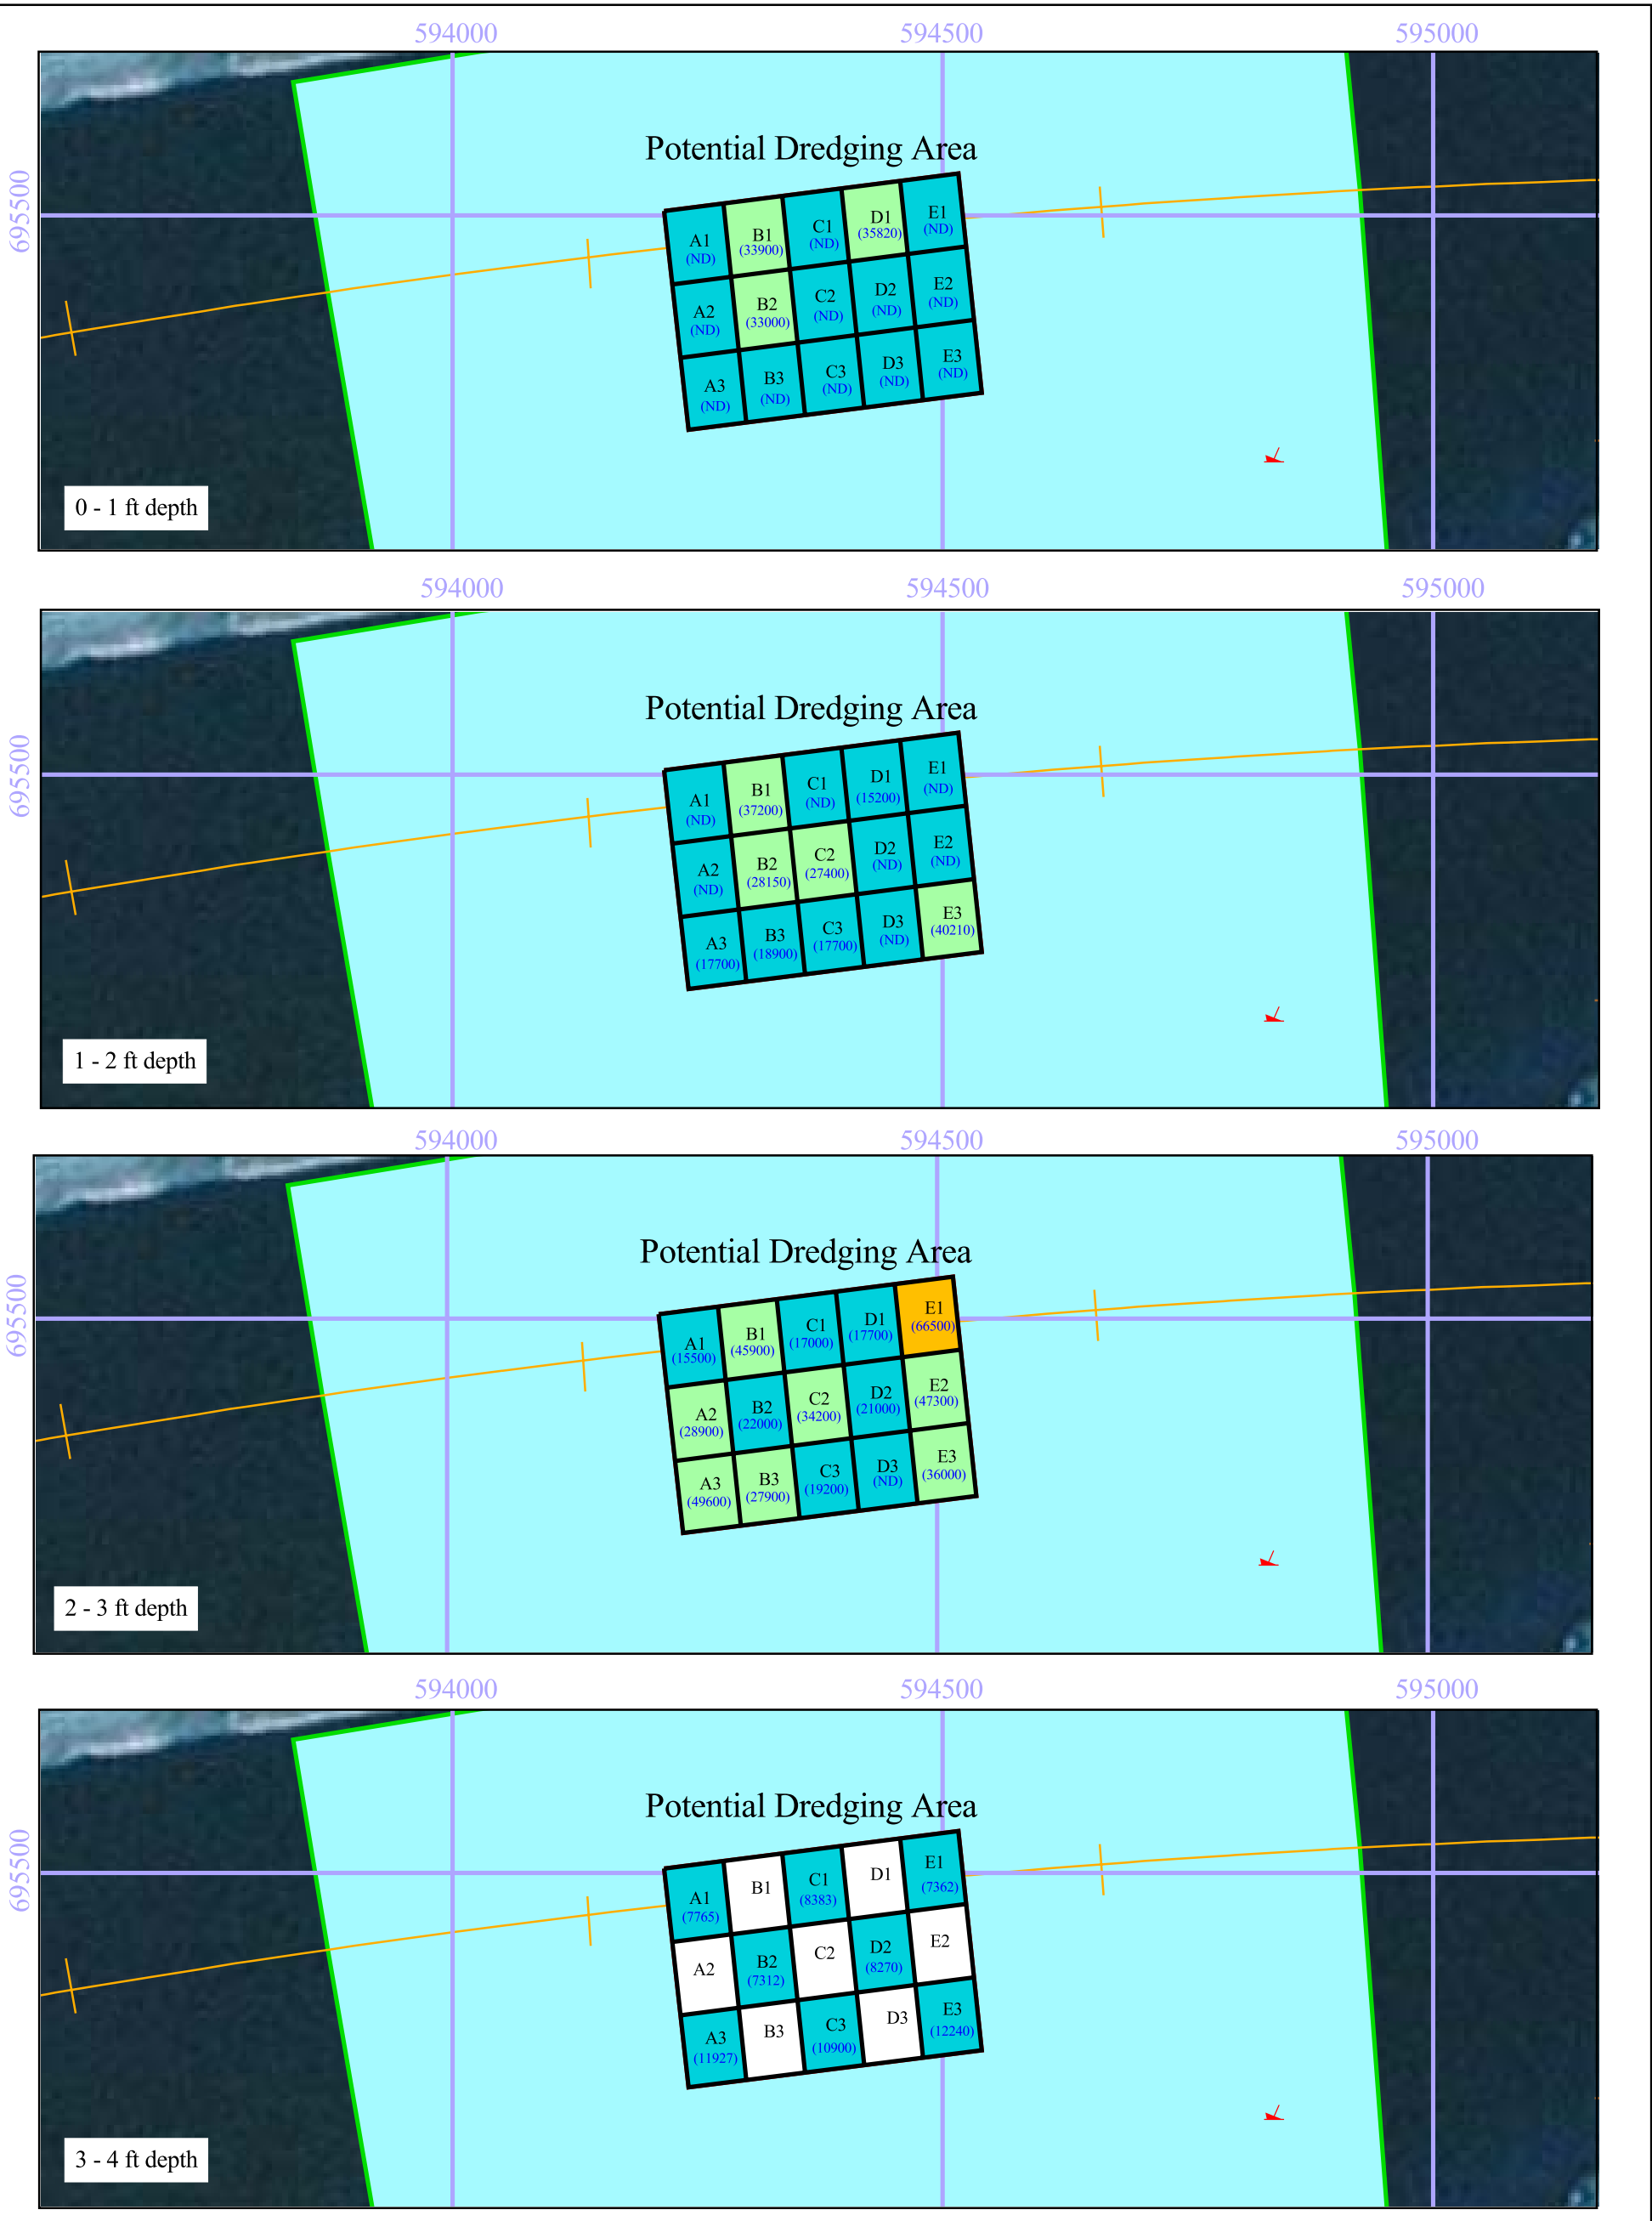 594000 594500 595000
695500
Potential Dredging Area
A1 B1 C1 D1 E1
(ND) (33900) (ND) (35820) (ND)
A2 B2 C2 D2 E2
(ND) (33000) (ND) (ND) (ND)
A3 B3 C3 D3 E3
(ND) (ND) (ND) (ND) (ND)
0 - 1 ft depth
594000 594500 595000
695500
Potential Dredging Area
A1 B1 C1 D1 E1
(ND) (37200) (ND) (15200) (ND)
A2 B2 C2 D2 E2
(ND) (28150) (27400) (ND) (ND)
A3 B3 C3 D3 E3
(17700) (18900) (17700) (ND) (40210)
1 - 2 ft depth
594000 594500 595000
695500
Potential Dredging Area
A1 B1 C1 D1 E1
(15500) (45900) (17000) (17700) (66500)
A2 B2 C2 D2 E2
(28900) (22000) (34200) (21000) (47300)
A3 B3 C3 D3 E3
(49600) (27900) (19200) (ND) (36000)
2 - 3 ft depth
594000 594500 595000
695500
Potential Dredging Area
A1 B1 C1 D1 E1
(7765) (8383) (7362)
A2 B2 C2 D2 E2
(7312) (8270)
A3 B3 C3 D3 E3
(11927) (10900) (12240)
3 - 4 ft depth